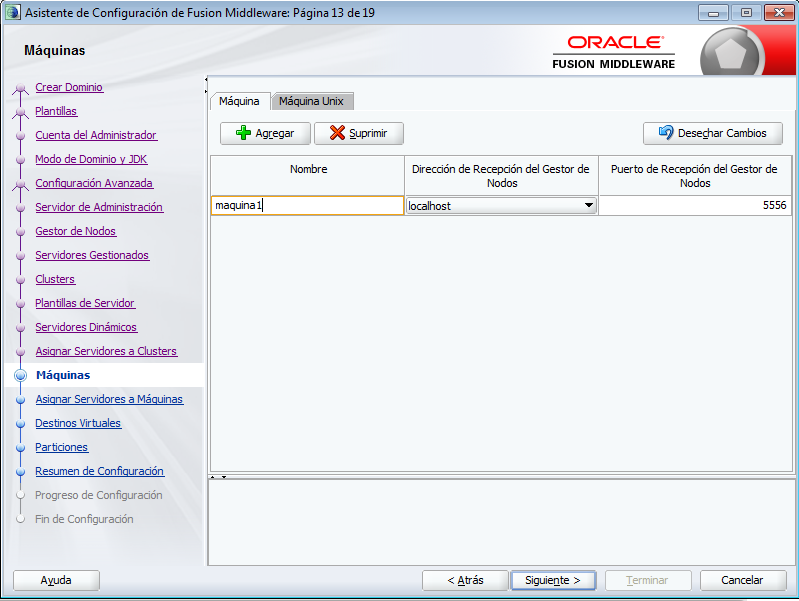 Asistente de Configuración de Fusion Middleware: Página 13 de 19
Máquinas
ORACLE
FUSION MIDDLEWARE
Crear Dominio
Plantillas
Cuenta del Administrador
Modo de Dominio y JDK
Configuración Avanzada
Servidor de Administración
Gestor de Nodos
Servidores Gestionados
Clusters
Plantillas de Servidor
Servidores Dinámicos
Asignar Servidores a Clusters
Máquinas
Asignar Servidores a Máquinas
Destinos Virtuales
Particiones
Resumen de Configuración
Progreso de Configuración
Fin de Configuración
Máquina Máquina Unix
Agregar Suprimir Desechar Cambios
Nombre Dirección de Recepción del Gestor de Puerto de Recepción del Gestor de
Nodos Nodos
maquina1 localhost 5556
Ayuda < Atrás Siguiente > Terminar Cancelar